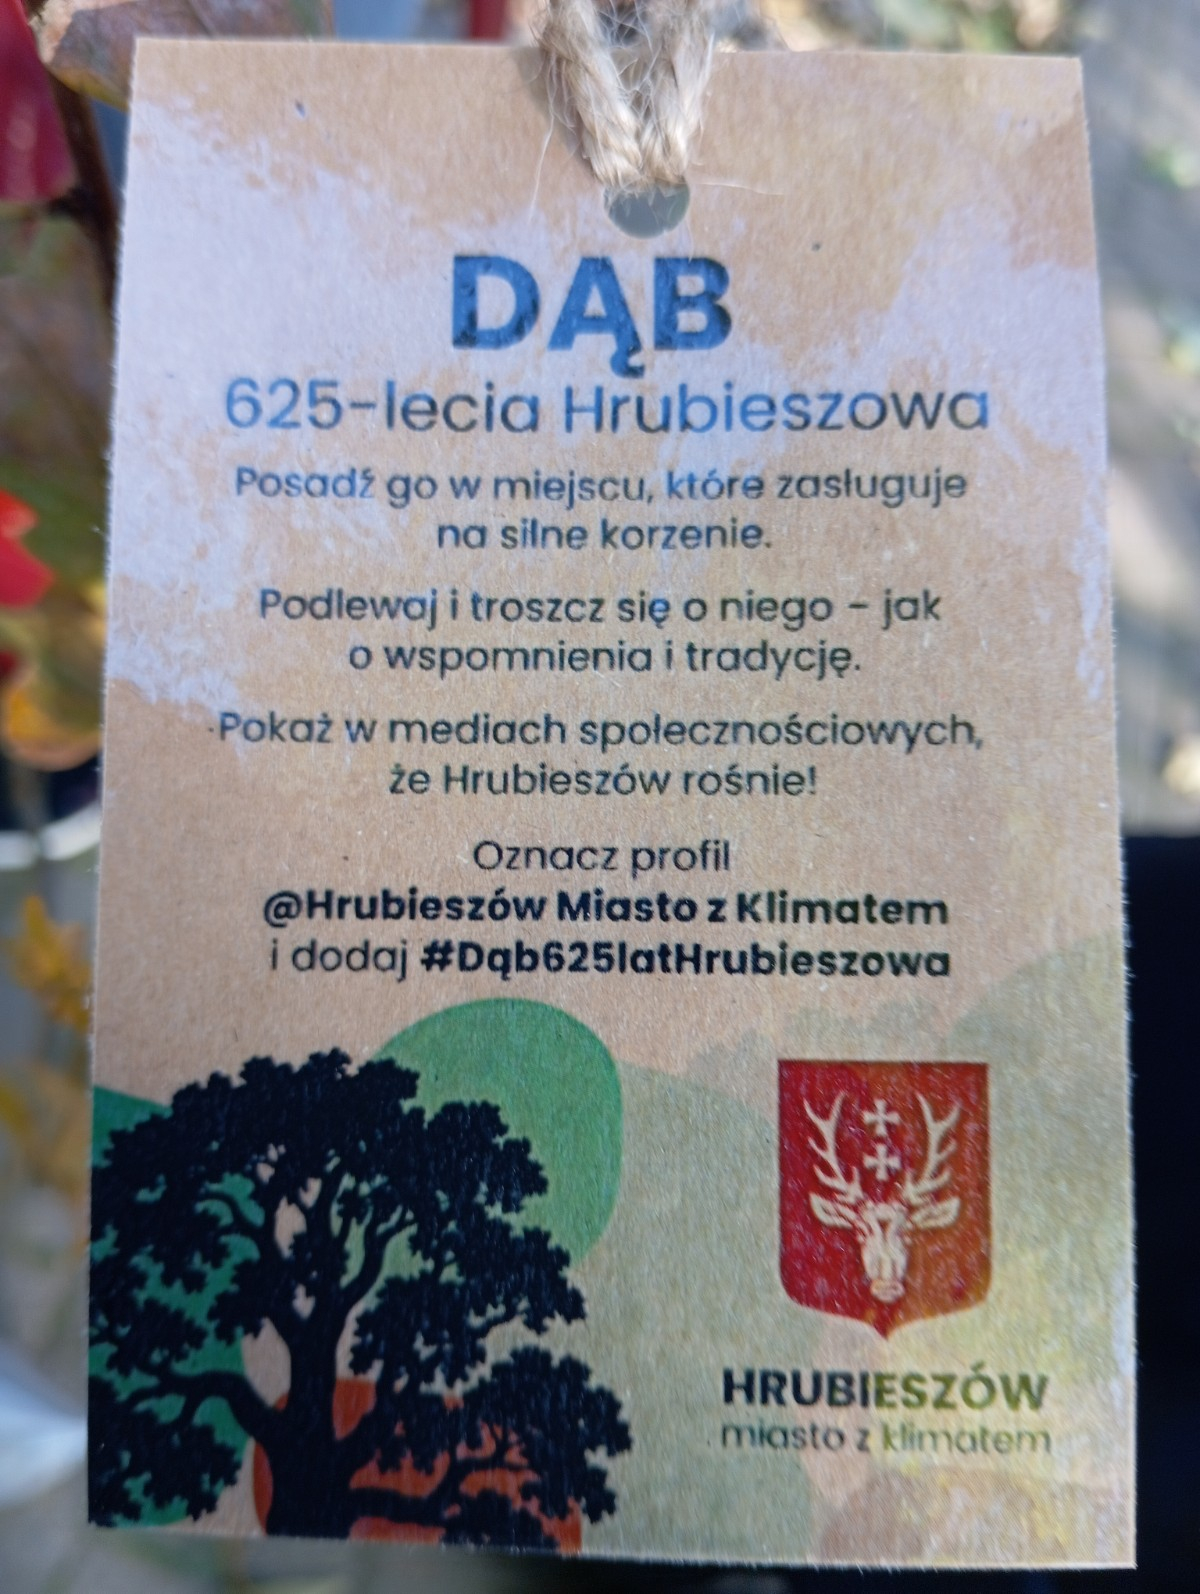 DĄB
625-lecia Hrubieszowa
Posadź go w miejscu, które zasługuje
na silne korzenie.
Podlewaj i troszcz się o niego – jak
o wspomnienia i tradycję.
Pokaż w mediach społecznościowych,
że Hrubieszów rośnie!
Oznacz profil
@Hrubieszów Miasto z Klimatem
i dodaj #Dąb625latHrubieszowa
HRUBIESZÓW
miasto z klimatem